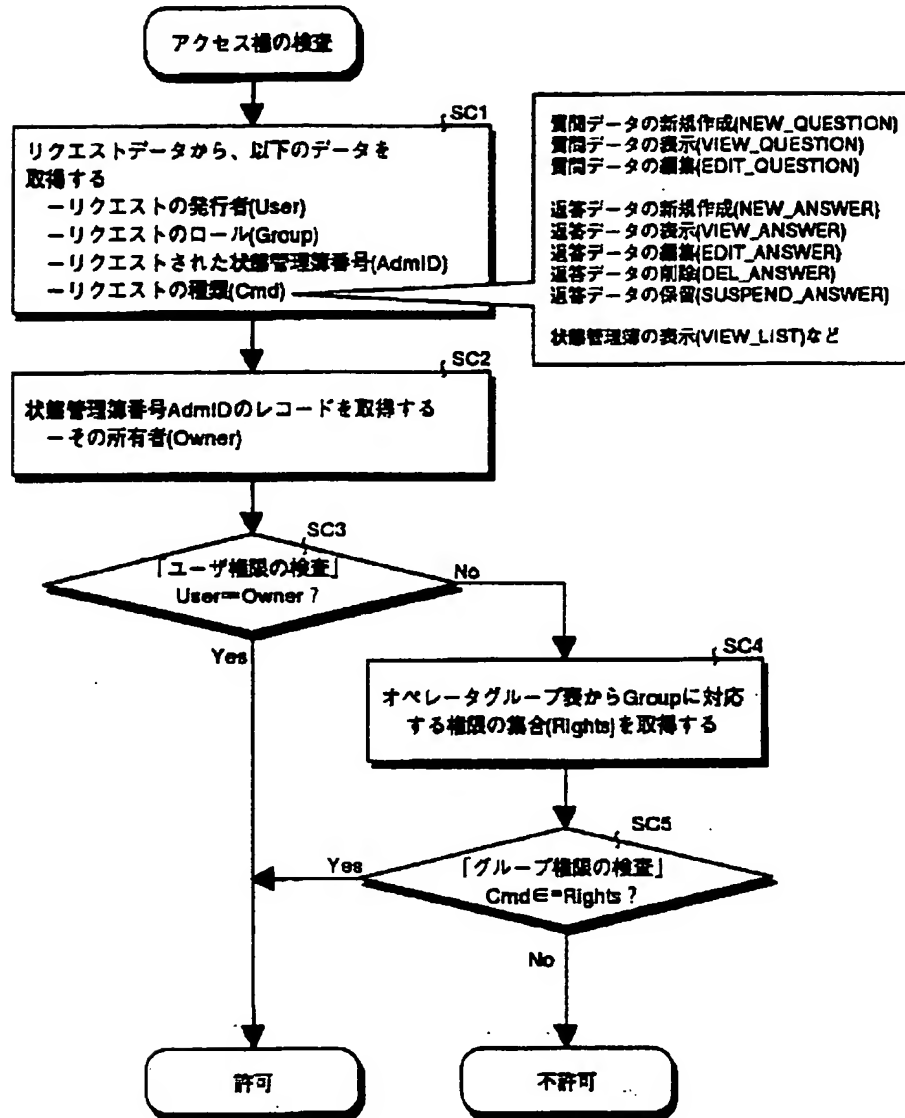 アクセス権の検査
SC1
リクエストデータから、以下のデータを
取得する
－リクエストの発行者(User)
－リクエストのロール(Group)
－リクエストされた状態管理簿番号(AdmID)
－リクエストの種類(Cmd)
質問データの新規作成(NEW_QUESTION)
質問データの表示(VIEW_QUESTION)
質問データの編集(EDIT_QUESTION)
返答データの新規作成(NEW_ANSWER)
返答データの表示(VIEW_ANSWER)
返答データの編集(EDIT_ANSWER)
返答データの削除(DEL_ANSWER)
返答データの保留(SUSPEND_ANSWER)
状態管理簿の表示(VIEW_LIST)など
SC2
状態管理簿番号AdmIDのレコードを取得する
－その所有者(Owner)
SC3
「ユーザ権限の検査」
User==Owner ?
No
Yes
SC4
オペレータグループ表からGroupに対応
する権限の集合(Rights)を取得する
SC5
「グループ権限の検査」
Cmd∈=Rights ?
Yes
No
許可
不許可